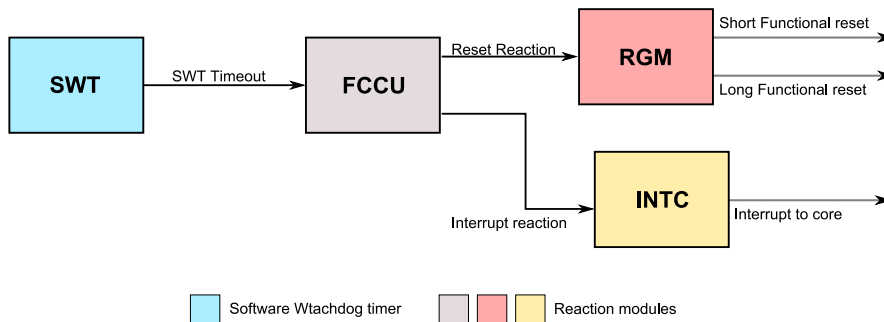 Short Functional reset
Reset Reaction
RGM
SWT
SWT Timeout
FCCU
Long Functional reset
INTC
Interrupt reaction
Interrupt to core
Software Wtachdog timer
Reaction modules